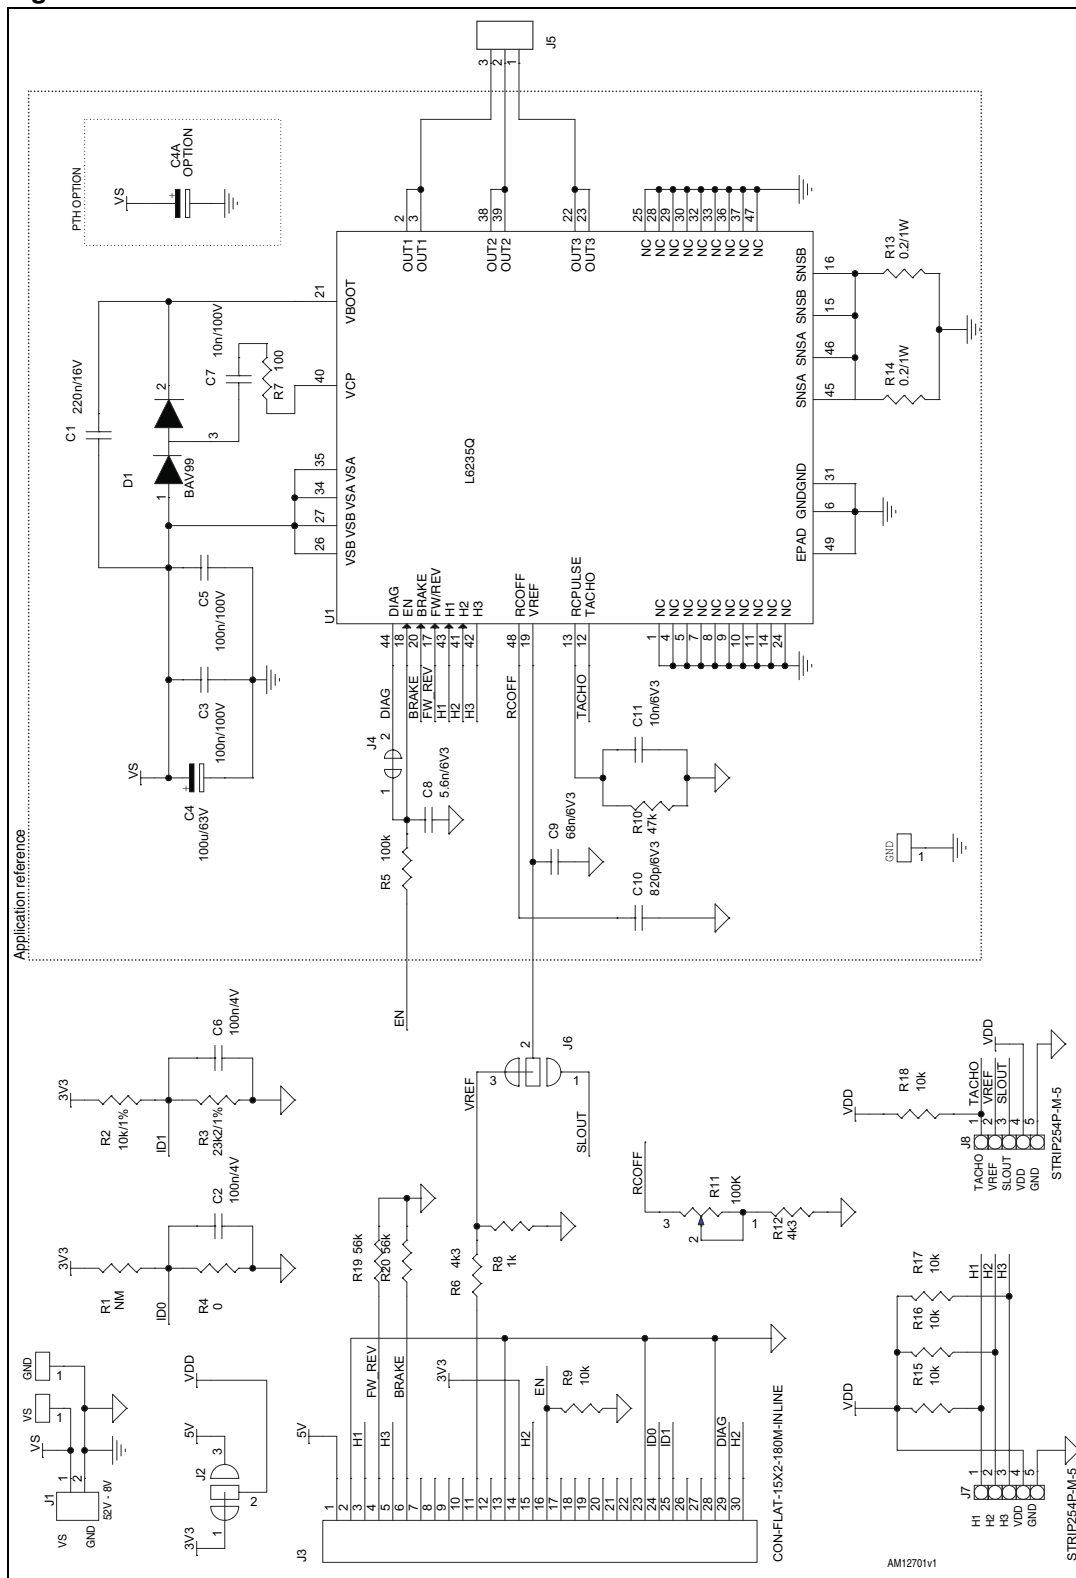 Application reference
J5
3
2
1
PTH OPTION
VS
C4A
OPTION
C1
220n/16V
D1
BAV99
1
2
3
C7
10n/100V
R7
100
VS
C4
100u/63V
C3
100n/100V
C5
100n/100V
U1
L6235Q
26
27
34
35
40
21
VSB
VSB
VSA
VSA
VCP
VBOOT
OUT1
OUT1
2
3
OUT2
OUT2
38
39
OUT3
OUT3
22
23
NC
NC
NC
NC
NC
NC
NC
NC
NC
25
28
29
30
32
33
36
37
47
DIAG
EN
BRAKE
FW/REV
H1
H2
H3
44
18
20
17
43
41
42
DIAG
BRAKE
FW_REV
H1
H2
H3
RCOFF
VREF
48
19
RCOFF
RCPULSE
TACHO
13
12
TACHO
NC
NC
NC
NC
NC
NC
NC
NC
NC
NC
1
4
5
7
8
9
10
11
14
24
EPAD
GND
GND
49
6
31
SNSA
SNSA
SNSB
SNSB
45
46
15
16
R14
0.2/1W
R13
0.2/1W
J4
1
2
C8
5.6n/6V3
R5
100k
EN
C9
68n/6V3
C10
820p/6V3
R10
47k
C11
10n/6V3
GND
1
3V3
R2
10k/1%
ID1
R3
23k2/1%
C6
100n/4V
3V3
R1
NM
ID0
R4
0
C2
100n/4V
VREF
3
2
1
J6
SLOUT
RCOFF
3
R11
100K
2
1
R12
4k3
VDD
R18
10k
TACHO
VREF
SLOUT
VDD
J8
1
2
3
4
5
TACHO
VREF
SLOUT
VDD
GND
STRIP254P-M-5
J1
VS
GND
52V - 8V
1
2
VS
VS
1
GND
1
J2
3V3
1
2
3
5V
VDD
J3
CON-FLAT-15X2-180M-INLINE
1
2
3
4
5
6
7
8
9
10
11
12
13
14
15
16
17
18
19
20
21
22
23
24
25
26
27
28
29
30
5V
H1
FW_REV
H3
BRAKE
3V3
H2
EN
ID0
ID1
DIAG
H2
R19 56k
R20 56k
R6
4k3
R8
1k
R9
10k
VDD
R15
10k
R16
10k
R17
10k
H1
H2
H3
J7
1
2
3
4
5
H1
H2
H3
VDD
GND
STRIP254P-M-5
AM12701v1